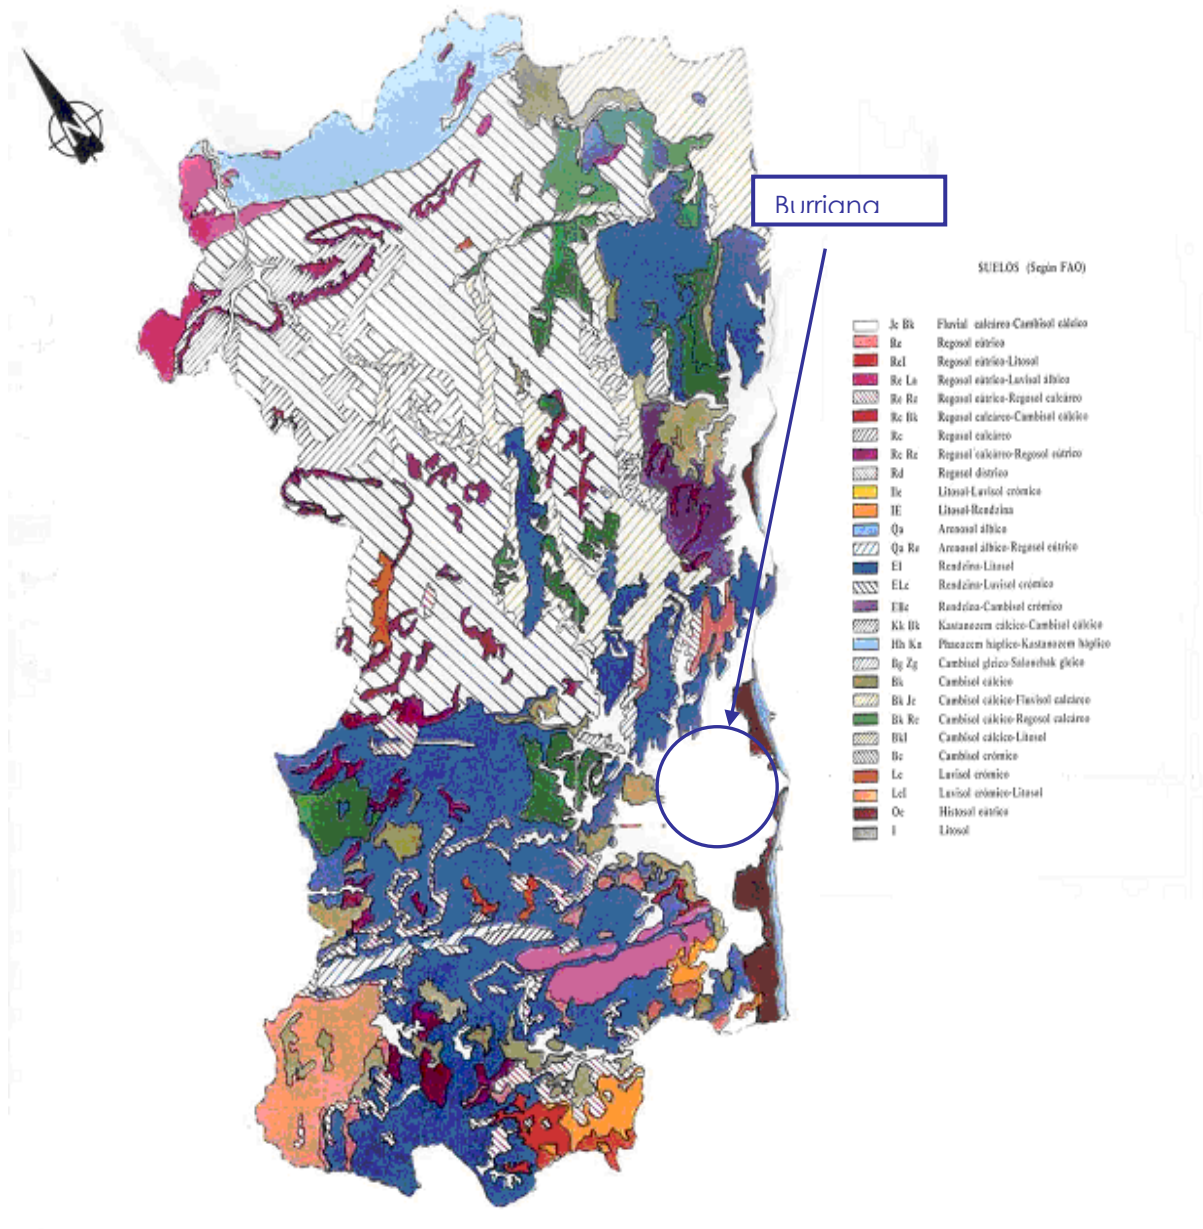 Burriana
SUELOS (Según FAO)
Jc Bk Fluvial calcáreo-Cambisol cálcico
Re Regosol eútrico
Rel Regosol eútrico-Litosol
Re La Regosol eútrico-Luvisol álbico
Re Rc Regosol eútrico-Regosol calcáreo
Rc Bk Regosol calcáreo-Cambisol cálcico
Rc Regosol calcáreo
Rc Re Regosol calcáreo-Regosol eútrico
Rd Regosol dístrico
Litosol-Luvisol crómico
IE Litosol-Rendzina
Qa Arenosol álbico
Qa Re Arenosol álbico-Regosol eútrico
El Rendzina-Litosol
ELc Rendzina-Luvisol crómico
EBc Rendzina-Cambisol crómico
Kk Bk Kastanozem cálcico-Cambisol cálcico
Hh Kh Phaeozem háplico-Kastanozem háplico
Bg Zg Cambisol gleico-Solonchak gleico
Bk Cambisol cálcico
Bk Jc Cambisol cálcico-Fluvisol calcáreo
Bk Rc Cambisol cálcico-Regosol calcáreo
Bkl Cambisol cálcico-Litosol
Bc Cambisol crómico
Lc Luvisol crómico
Lcl Luvisol crómico-Litosol
Oe Histosol eútrico
I Litosol